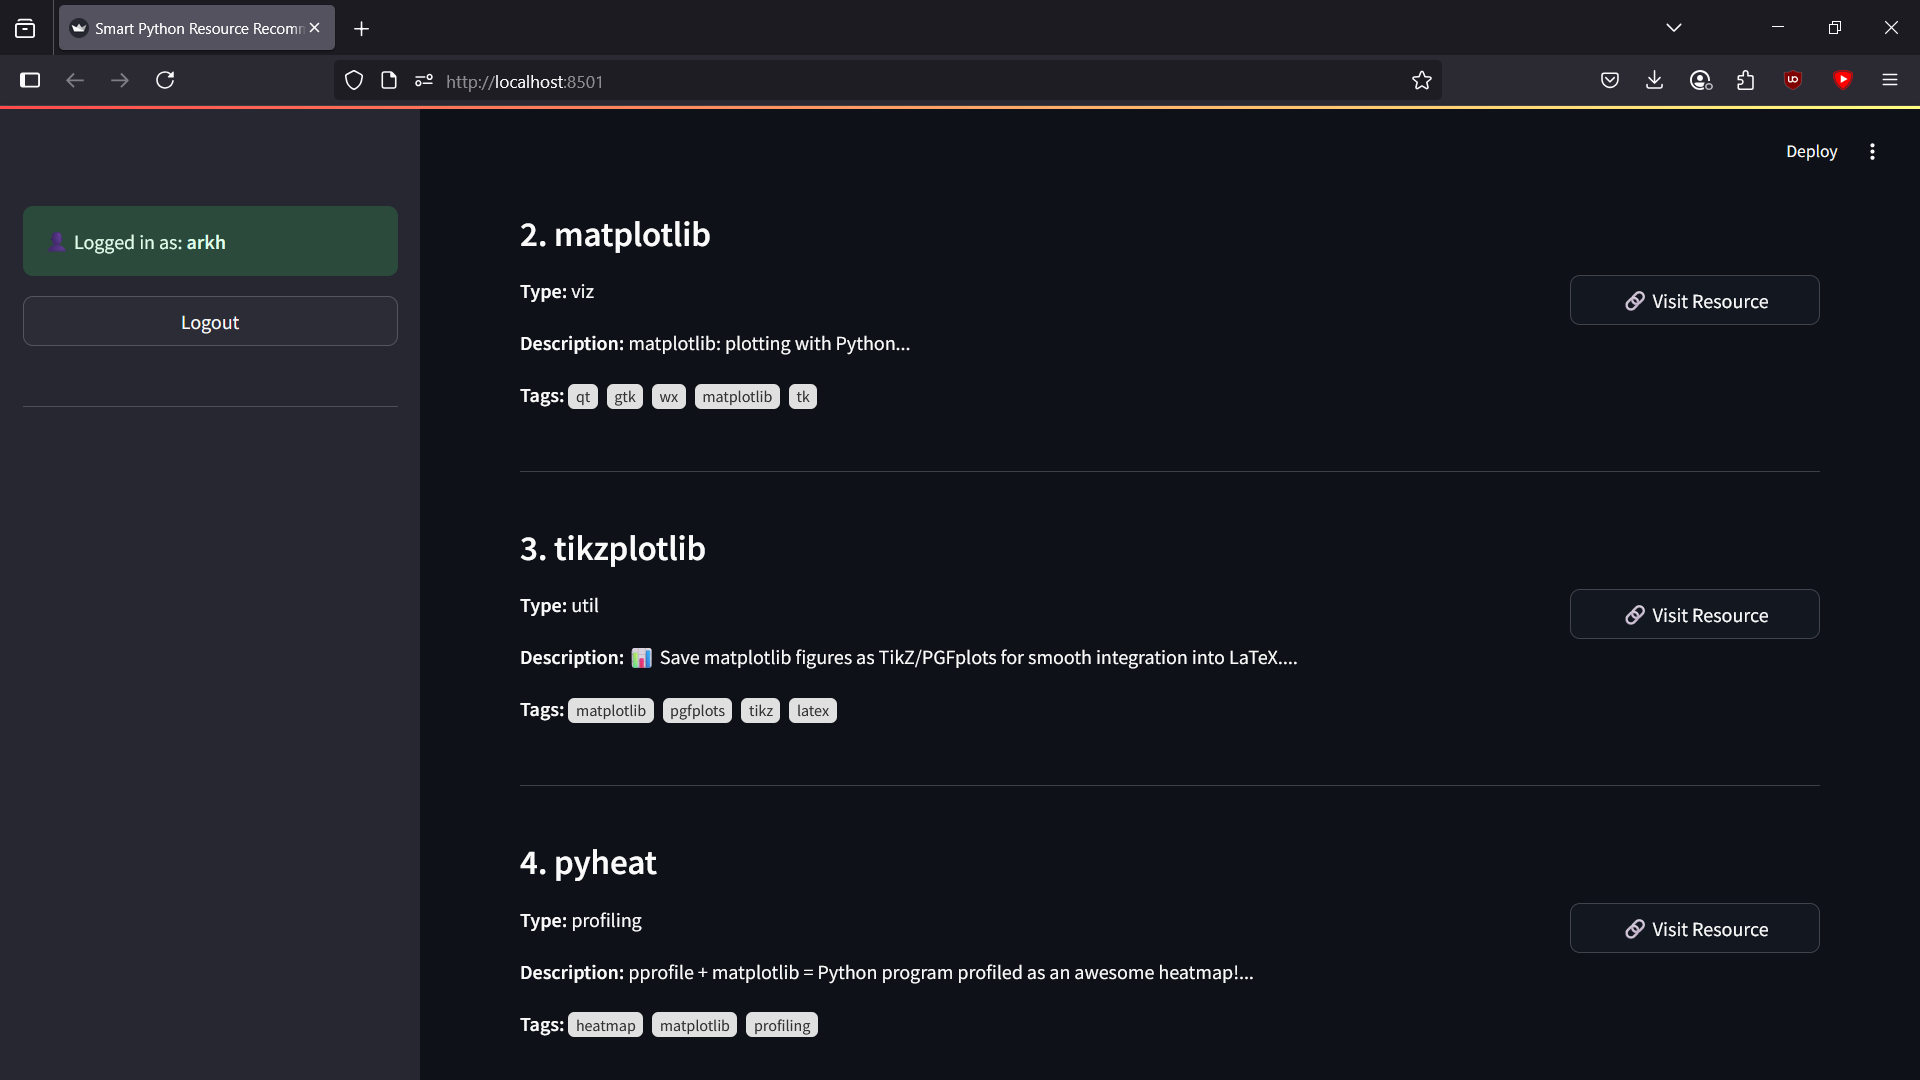 Smart Python Resource Recomm
http://localhost:8501
Deploy
Logged in as: arkh
Logout
2. matplotlib
Type: viz
Visit Resource
Description: matplotlib: plotting with Python...
Tags: qt gtk wx matplotlib tk
3. tikzplotlib
Type: util
Visit Resource
Description: 📊 Save matplotlib figures as TikZ/PGFplots for smooth integration into LaTeX....
Tags: matplotlib pgfplots tikz latex
4. pyheat
Type: profiling
Visit Resource
Description: pprofile + matplotlib = Python program profiled as an awesome heatmap!...
Tags: heatmap matplotlib profiling